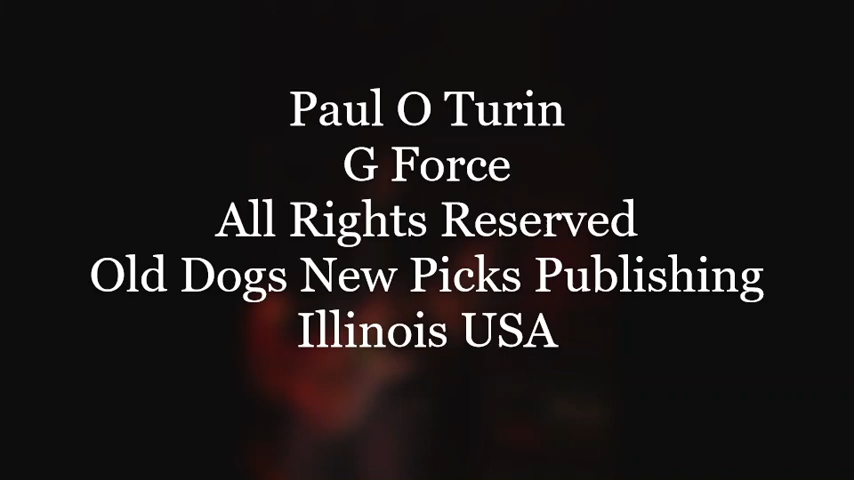 Paul O Turin
G Force
All Rights Reserved
Old Dogs New Picks Publishing
Illinois USA